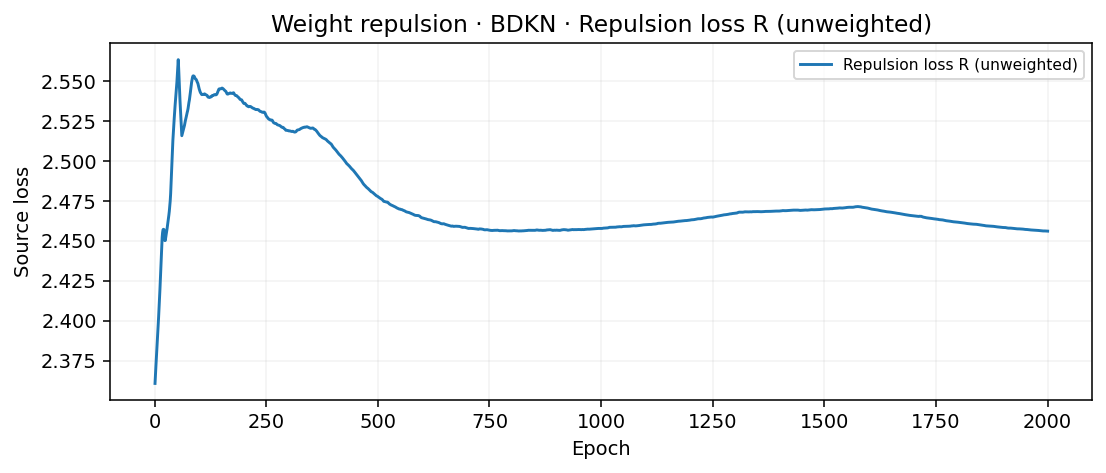 Weight repulsion · BDKN · Repulsion loss R (unweighted)
Repulsion loss R (unweighted)
Source loss
2.550
2.525
2.500
2.475
2.450
2.425
2.400
2.375
0 250 500 750 1000 1250 1500 1750 2000
Epoch